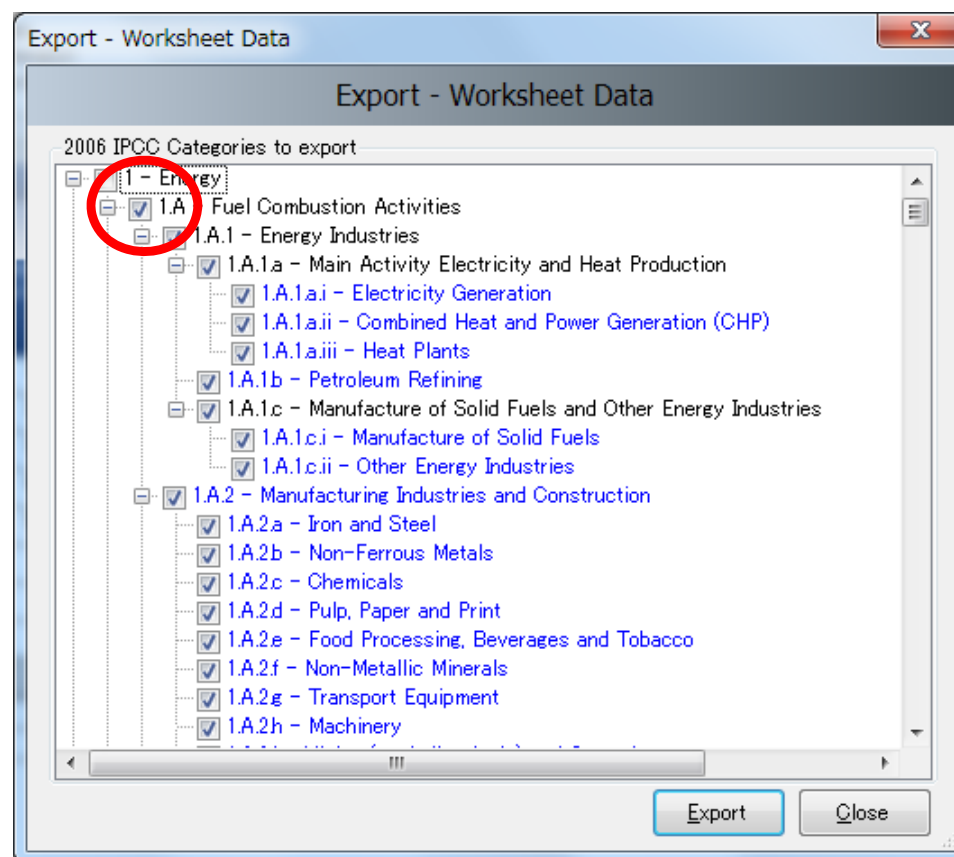 Export - Worksheet Data
Export - Worksheet Data
2006 IPCC Categories to export
1 - Energy
1.A - Fuel Combustion Activities
1.A.1 - Energy Industries
1.A.1.a - Main Activity Electricity and Heat Production
1.A.1.a.i - Electricity Generation
1.A.1.a.ii - Combined Heat and Power Generation (CHP)
1.A.1.a.iii - Heat Plants
1.A.1.b - Petroleum Refining
1.A.1.c - Manufacture of Solid Fuels and Other Energy Industries
1.A.1.c.i - Manufacture of Solid Fuels
1.A.1.c.ii - Other Energy Industries
1.A.2 - Manufacturing Industries and Construction
1.A.2.a - Iron and Steel
1.A.2.b - Non-Ferrous Metals
1.A.2.c - Chemicals
1.A.2.d - Pulp, Paper and Print
1.A.2.e - Food Processing, Beverages and Tobacco
1.A.2.f - Non-Metallic Minerals
1.A.2.g - Transport Equipment
1.A.2.h - Machinery
Export Close